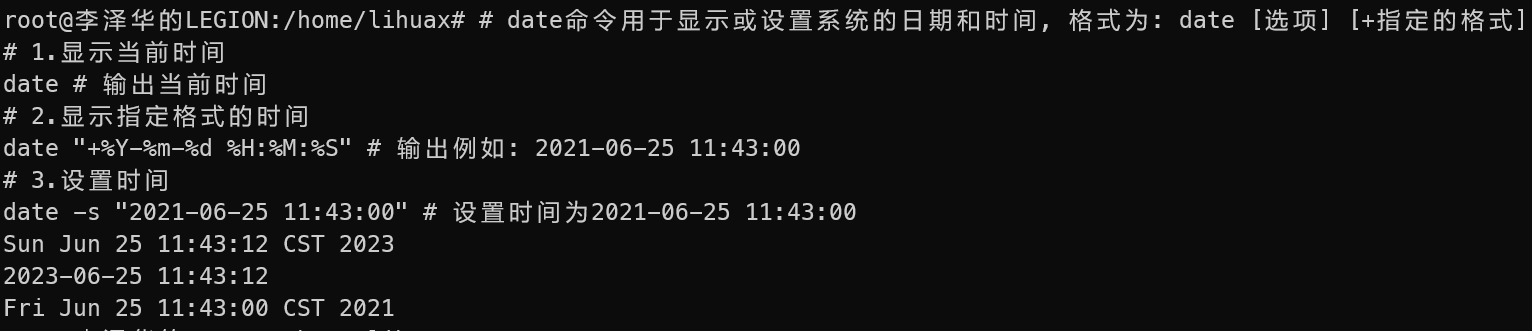 root@李泽华的LEGION:/home/lihuax# # date命令用于显示或设置系统的日期和时间, 格式为: date [选项] [+指定的格式]
# 1.显示当前时间
date # 输出当前时间
# 2.显示指定格式的时间
date "+%Y-%m-%d %H:%M:%S" # 输出例如: 2021-06-25 11:43:00
# 3.设置时间
date -s "2021-06-25 11:43:00" # 设置时间为2021-06-25 11:43:00
Sun Jun 25 11:43:12 CST 2023
2023-06-25 11:43:12
Fri Jun 25 11:43:00 CST 2021